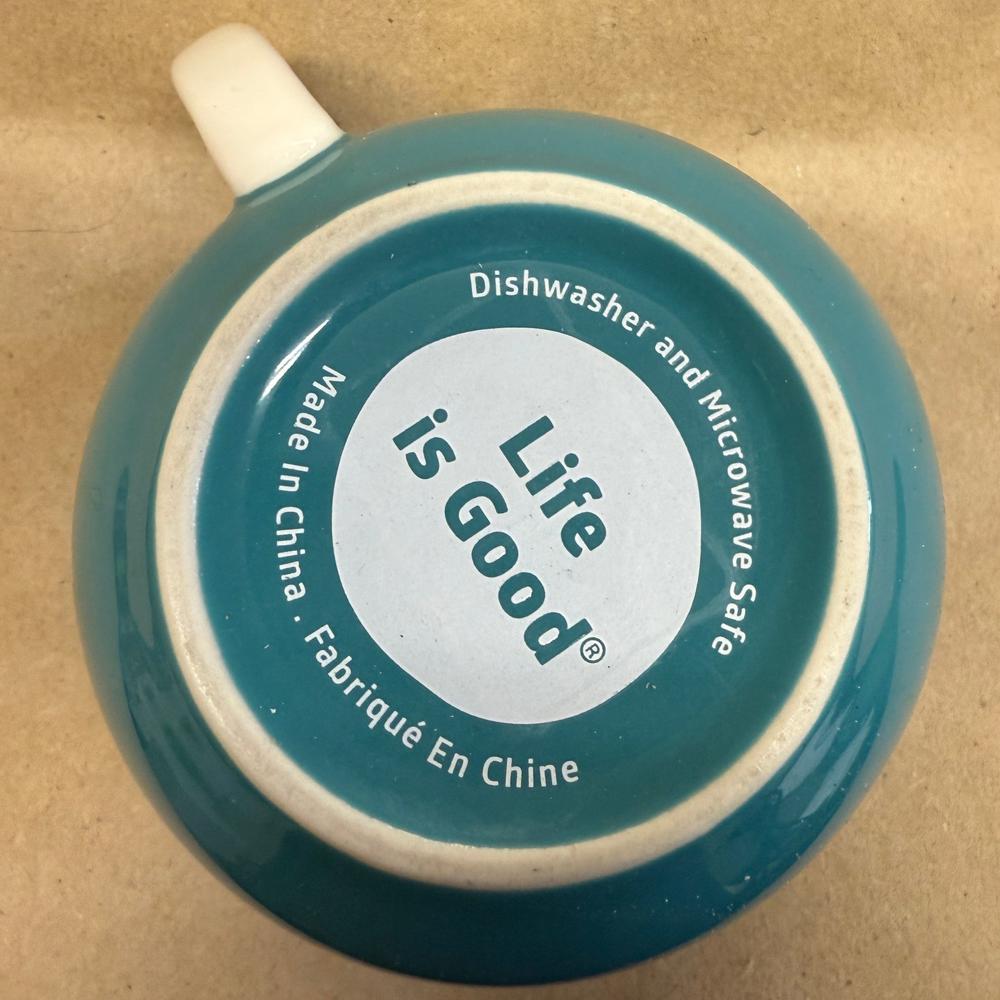 Dishwasher and Microwave Safe
Life
is Good®
Made In China . Fabriqué En Chine